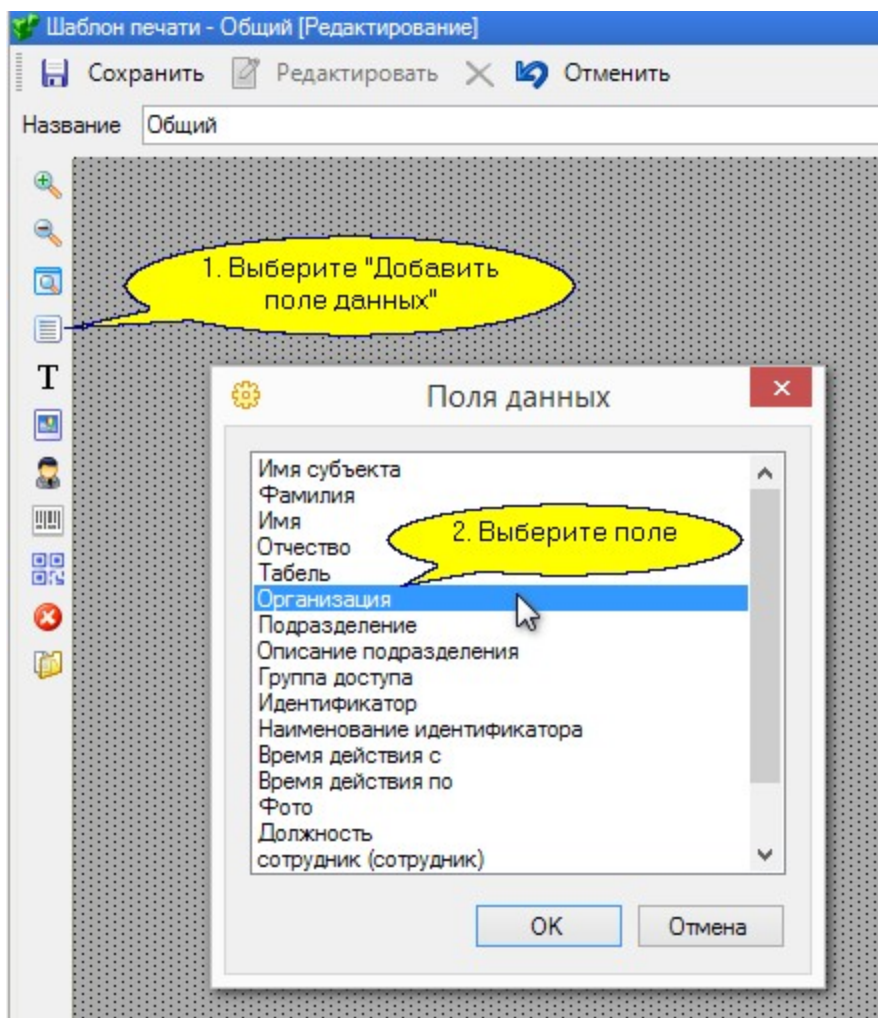 Шаблон печати - Общий [Редактирование]
Сохранить Редактировать Отменить
Название Общий
1. Выберите "Добавить
поле данных"
T
Поля данных
Имя субъекта
Фамилия
Имя
2. Выберите поле
Отчество
Табель
Организация
Подразделение
Описание подразделения
Группа доступа
Идентификатор
Наименование идентификатора
Время действия с
Время действия по
Фото
Должность
сотрудник (сотрудник)
OK Отмена